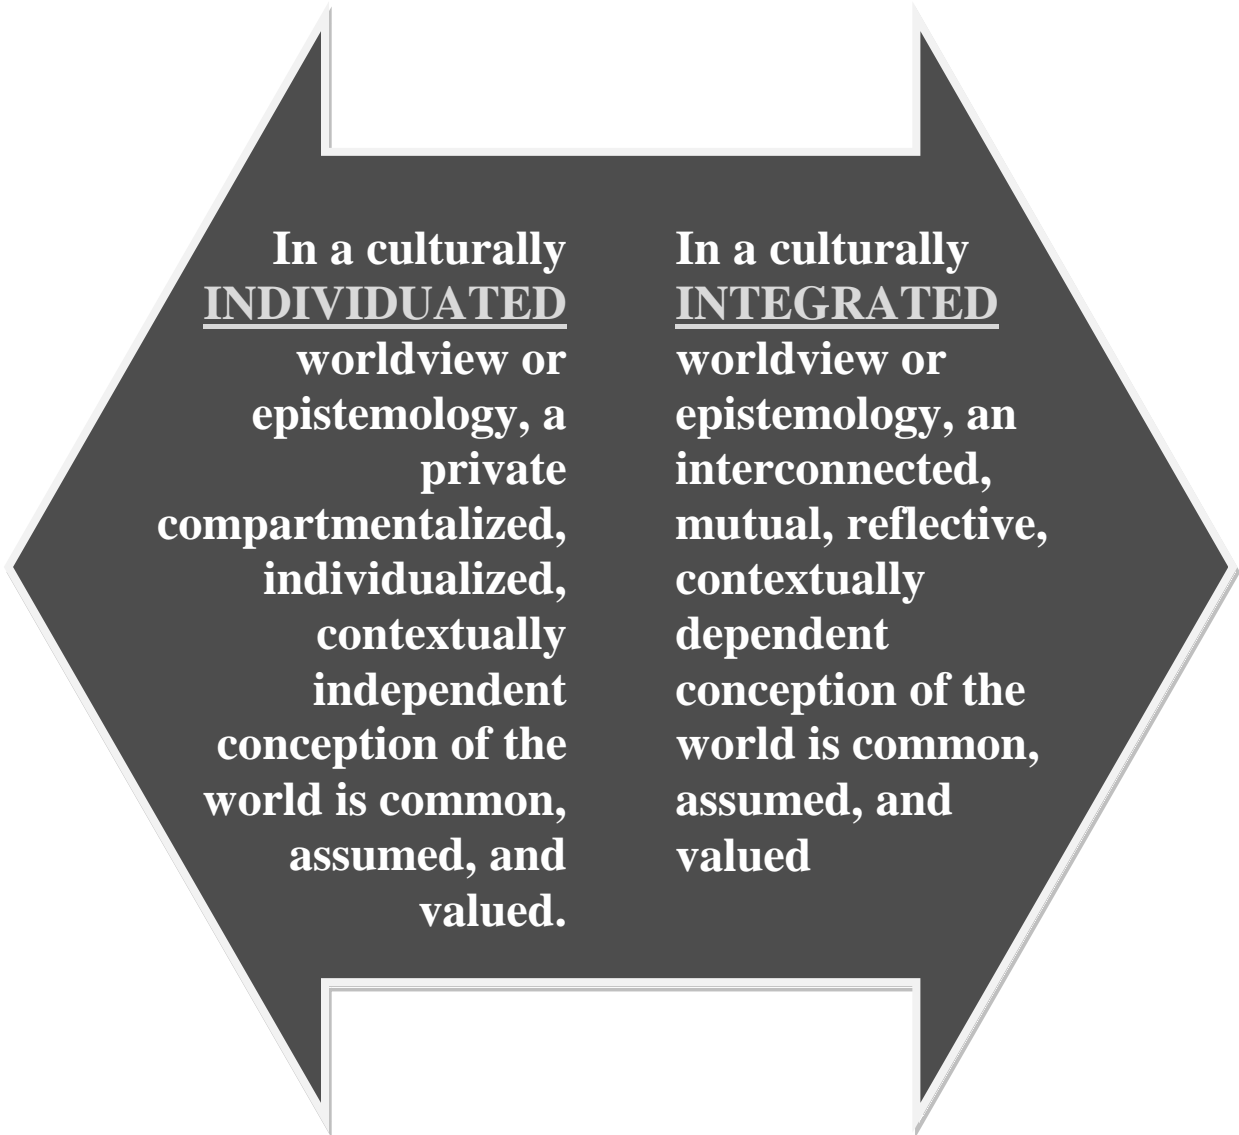 In a culturally
INDIVIDUATED
worldview or
epistemology, a
private
compartmentalized,
individualized,
contextually
independent
conception of the
world is common,
assumed, and
valued.
In a culturally
INTEGRATED
worldview or
epistemology, an
interconnected,
mutual, reflective,
contextually
dependent
conception of the
world is common,
assumed, and
valued